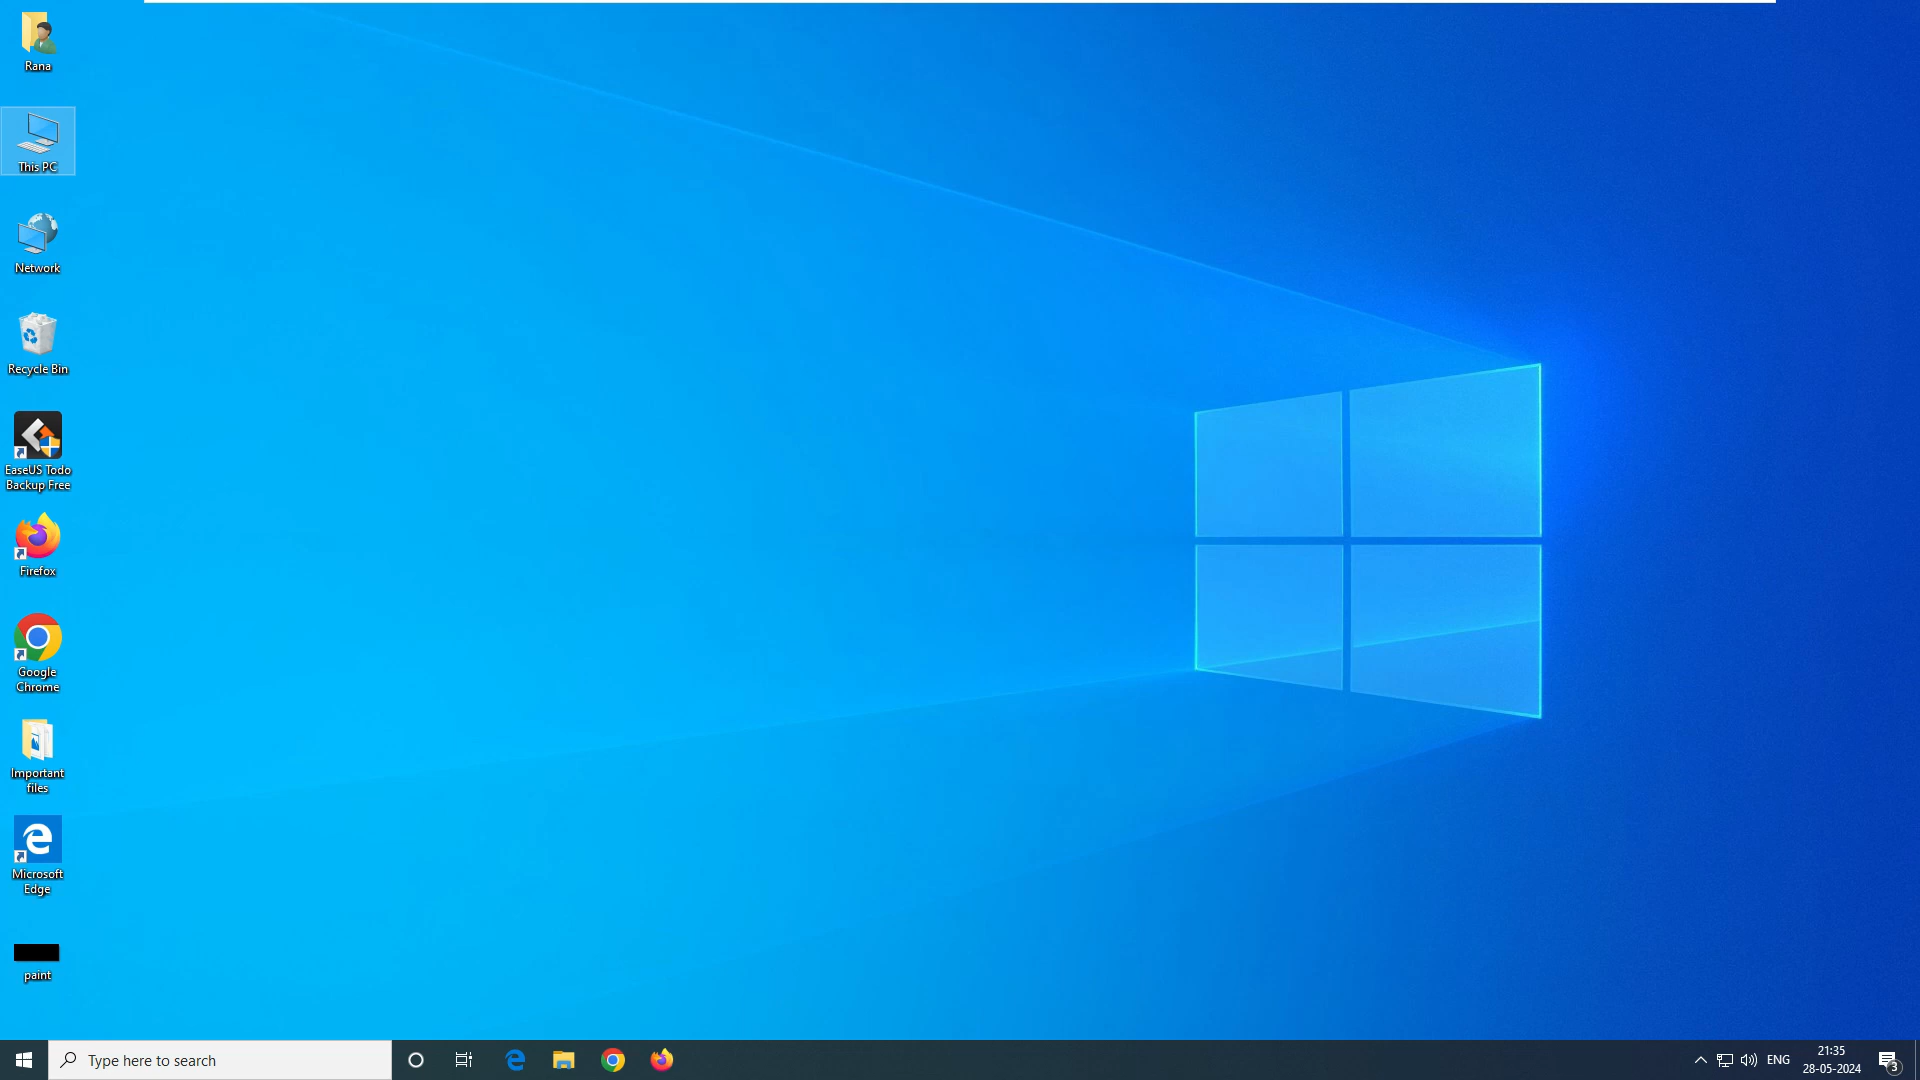 Rana
This PC
Network
Recycle Bin
EaseUS Todo
Backup Free
Firefox
Google
Chrome
Important
files
Microsoft
Edge
paint
Type here to search
ENG
21:35
28-05-2024
3